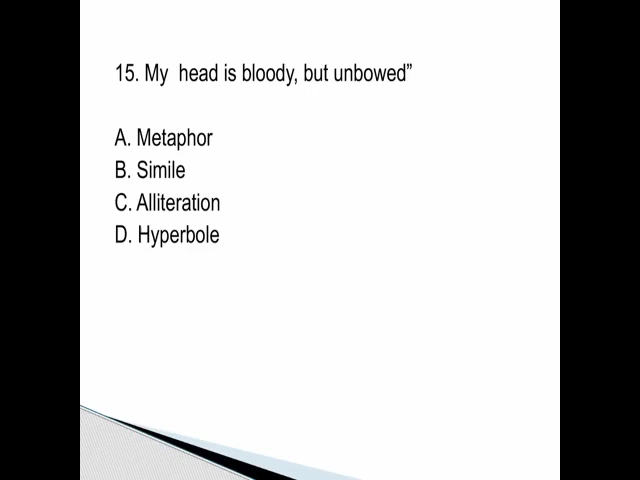 15. My  head is bloody, but unbowed”
A. Metaphor
B. Simile
C. Alliteration
D. Hyperbole